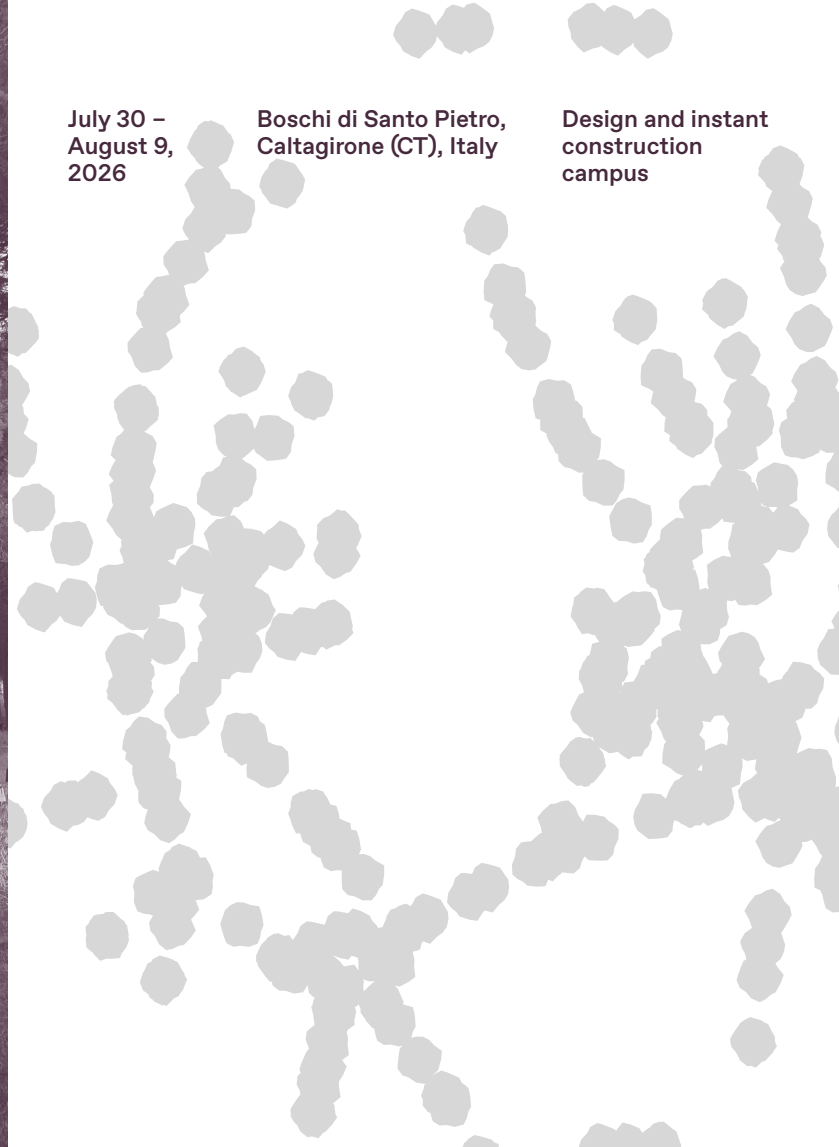 July 30 –
August 9,
2026
Boschi di Santo Pietro,
Caltagirone (CT), Italy
Design and instant
construction
campus